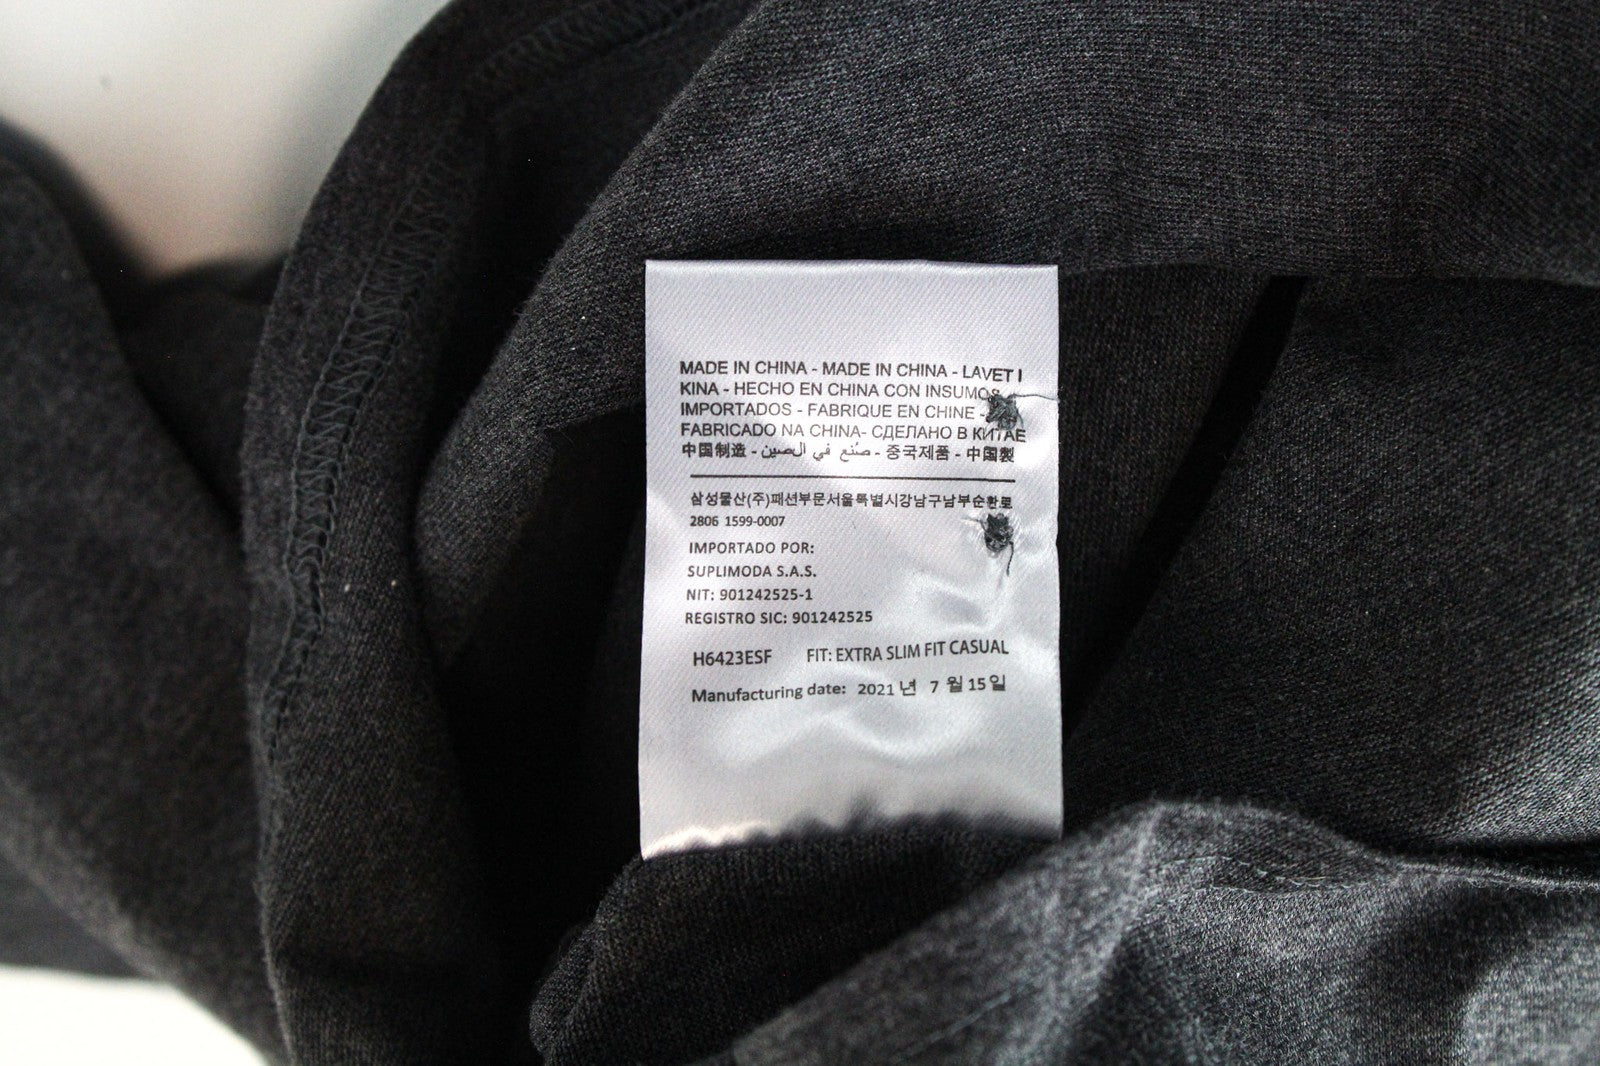 MADE IN CHINA - MADE IN CHINA - LAVET I
KINA - HECHO EN CHINA CON INSUMOS
IMPORTADOS - FABRIQUE EN CHINE -
FABRICADO NA CHINA- СДЕЛАНО В КИТАЕ
中国制造 - صُنع في الصين - 중국제품 - 中国製
삼성물산(주)패션부문서울특별시강남구남부순환로
2806 1599-0007
IMPORTADO POR:
SUPLIMODA S.A.S.
NIT: 901242525-1
REGISTRO SIC: 901242525
H6423ESF FIT: EXTRA SLIM FIT CASUAL
Manufacturing date: 2021 년 7 월 15 일